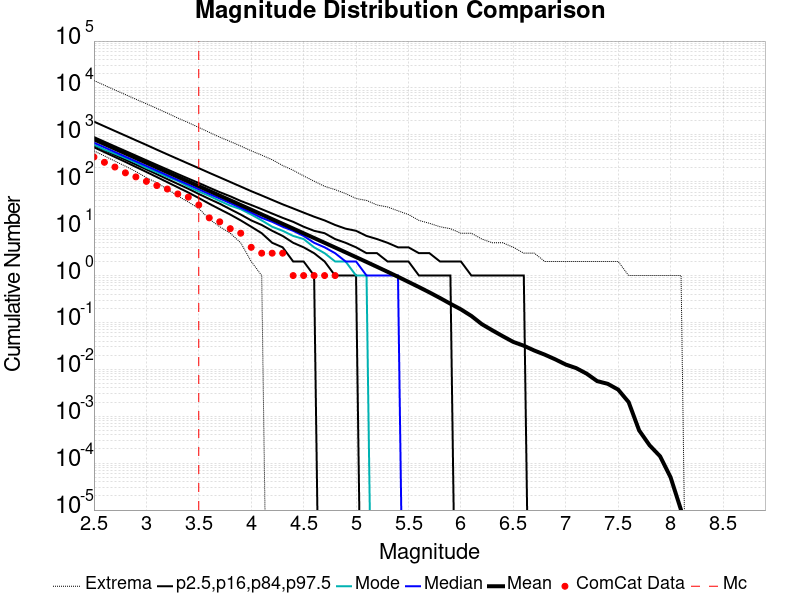 Magnitude Distribution Comparison
10^5
10^4
10^3
10^2
10^1
10^0
10^-1
10^-2
10^-3
10^-4
10^-5
Cumulative Number
2.5 3 3.5 4 4.5 5 5.5 6 6.5 7 7.5 8 8.5
Magnitude
Extrema p2.5,p16,p84,p97.5 Mode Median Mean ComCat Data Mc